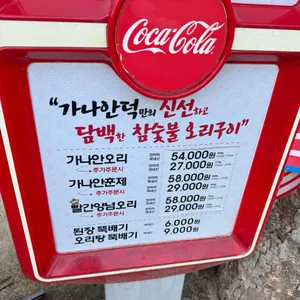 Coca-Cola
"가나안덕만의 신선하고
담백한 참숯불 오리구이"
가나안오리 54,000원
추가주문시 27,000원
가나안훈제 58,000원
추가주문시 29,000원
빨간양념오리 58,000원
추가주문시 29,000원
된장 뚝배기 6,000원
오리탕 뚝배기 9,000원